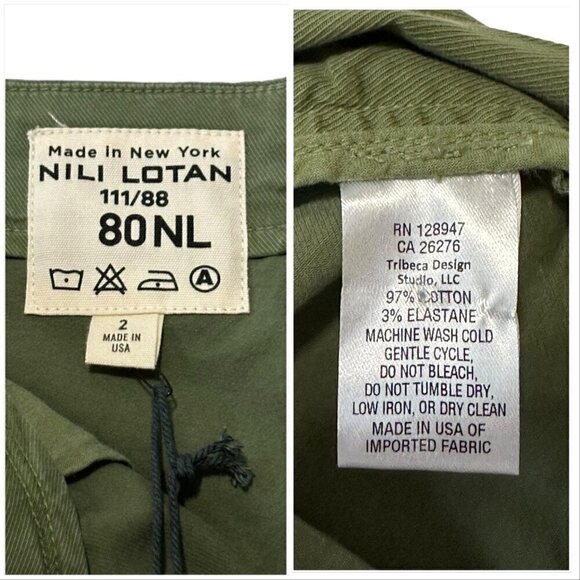 Made in New York
NILI LOTAN
111/88
80NL
A
2
MADE IN
USA
RN 128947
CA 26276
Tribeca Design
Studio, LLC
97% COTTON
3% ELASTANE
MACHINE WASH COLD
GENTLE CYCLE,
DO NOT BLEACH,
DO NOT TUMBLE DRY,
LOW IRON, OR DRY CLEAN
MADE IN USA OF
IMPORTED FABRIC